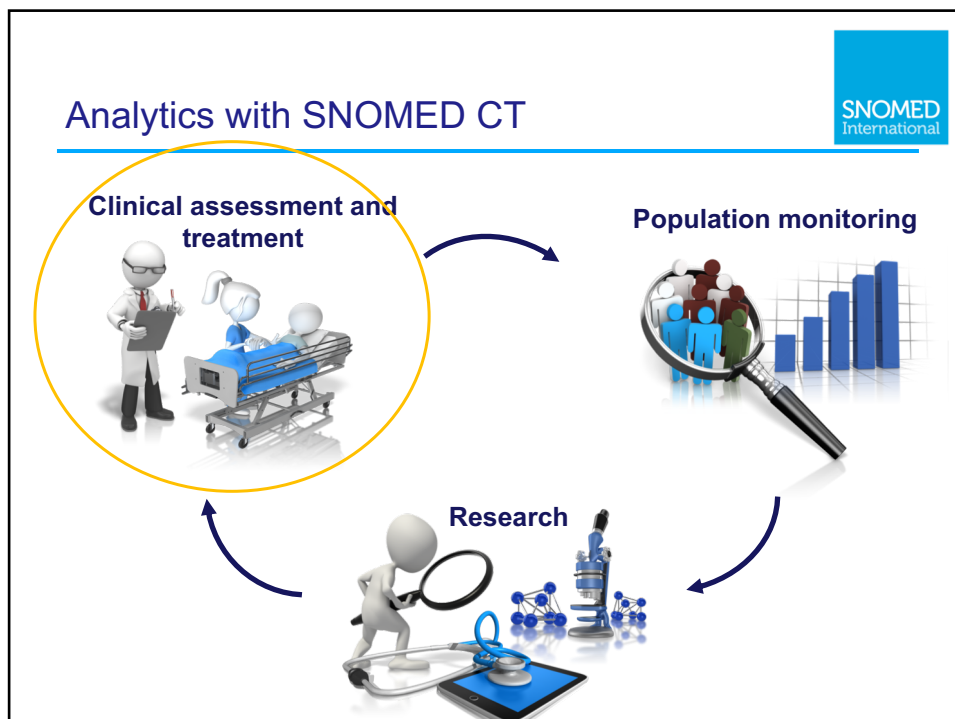 Analytics with SNOMED CT
SNOMED
International
Clinical assessment and
treatment
Population monitoring
Research